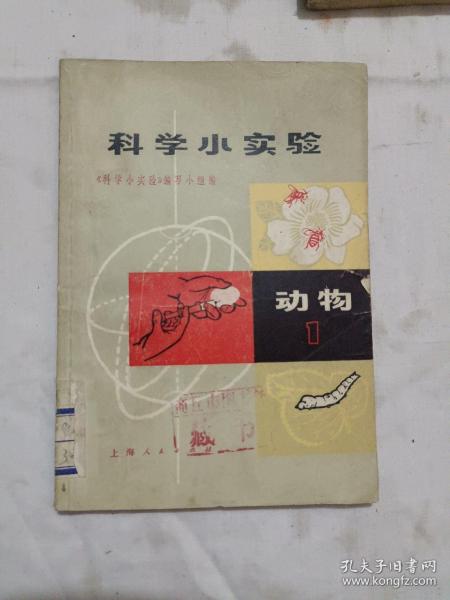 科学小实验
《科学小实验》编写小组编
动物
1
上海人
藏
孔夫子旧书网
www.kongfz.com